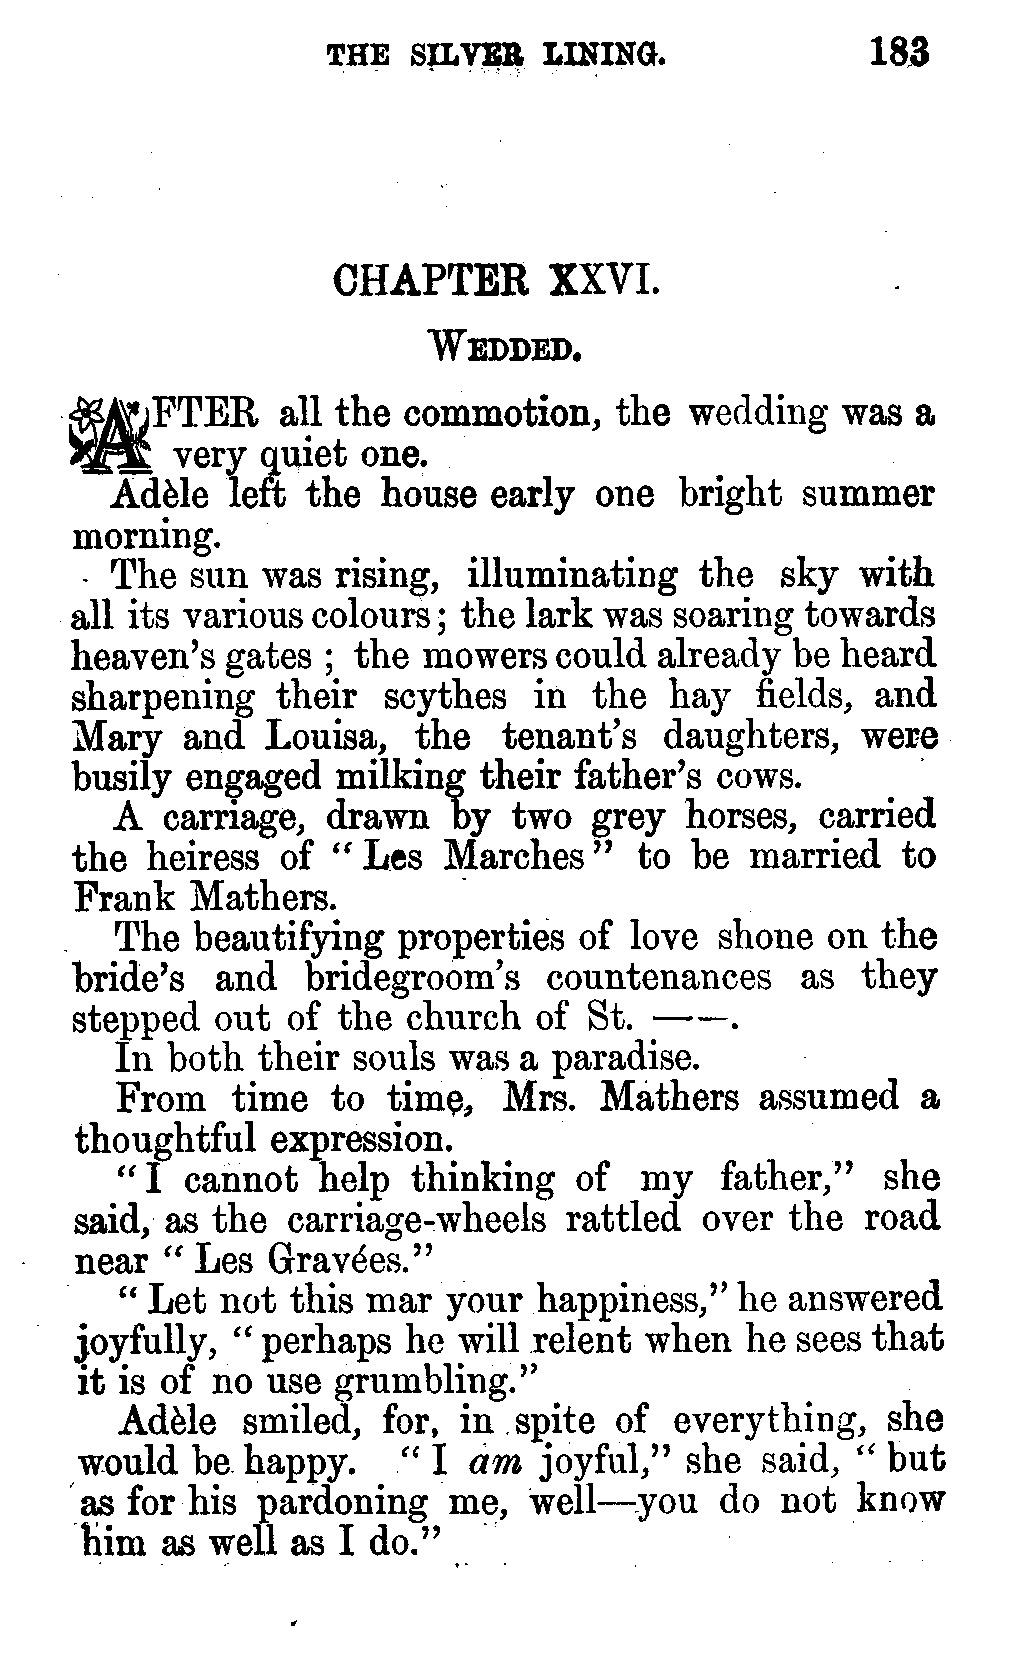 THE SILVER LINING. 183
CHAPTER XXVI.
WEDDED.
AFTER all the commotion, the wedding was a
very quiet one.
Adèle left the house early one bright summer
morning.
The sun was rising, illuminating the sky with
all its various colours; the lark was soaring towards
heaven's gates ; the mowers could already be heard
sharpening their scythes in the hay fields, and
Mary and Louisa, the tenant's daughters, were
busily engaged milking their father's cows.
A carriage, drawn by two grey horses, carried
the heiress of " Les Marches" to be married to
Frank Mathers.
The beautifying properties of love shone on the
bride's and bridegroom's countenances as they
stepped out of the church of St. ——.
In both their souls was a paradise.
From time to time, Mrs. Mathers assumed a
thoughtful expression.
"I cannot help thinking of my father," she
said, as the carriage-wheels rattled over the road
near " Les Gravées."
" Let not this mar your happiness," he answered
joyfully, " perhaps he will relent when he sees that
it is of no use grumbling."
Adèle smiled, for, in spite of everything, she
would be happy. " I am joyful," she said, " but
as for his pardoning me, well—you do not know
him as well as I do."